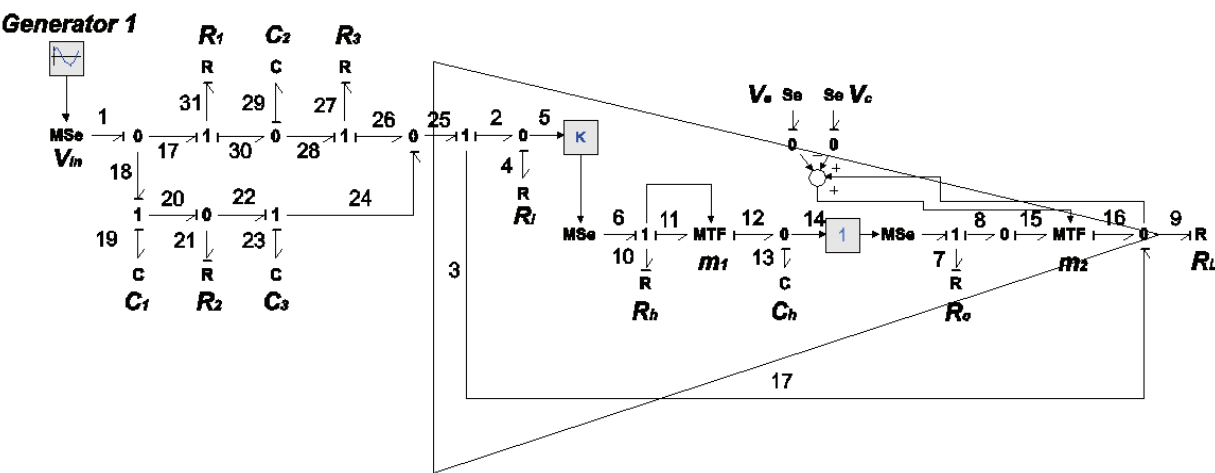 Generator 1
R1 C2 R3
R C R
31 29 27
Ve Se Se Vc
1 26 25 2 5
MSe 0 1 0 1 0 1 0 K 0 0
Vin 17 30 28
4
+
+
18
20 22 24
R
Ri
1 0 1
6 11 12 14 8 15 16 9
MSe 1 MTF 0 1 MSe 1 0 MTF 0 R
19 21 23
10 m1 13 7 m2 RL
3
C R C
R C R
C1 R2 C3
Rh Ch Ro
17